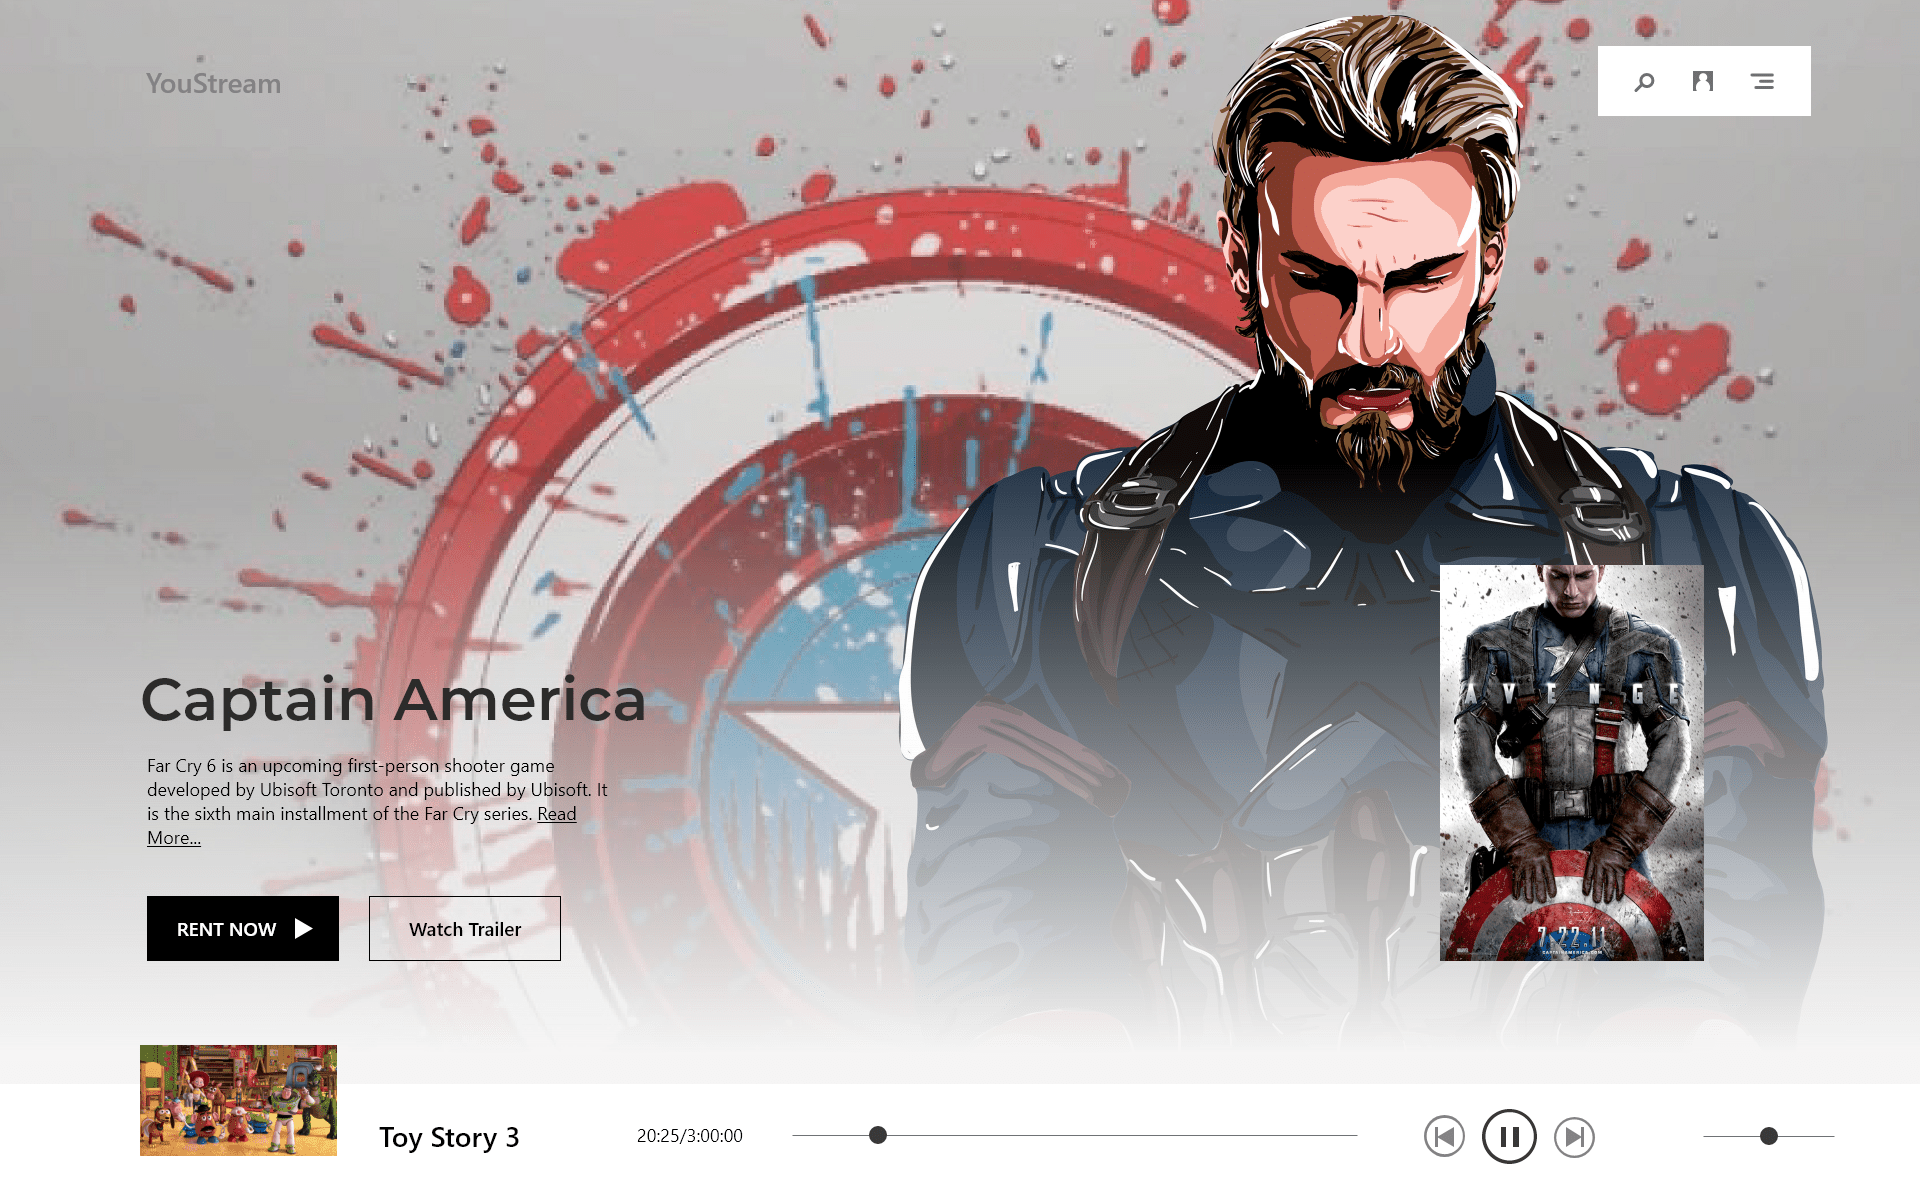 YouStream
Captain America
Far Cry 6 is an upcoming first-person shooter game
developed by Ubisoft Toronto and published by Ubisoft. It
is the sixth main installment of the Far Cry series. Read
More...
RENT NOW
Watch Trailer
AVENGE
7.22.11
CAPTAINAMERICA.COM
Toy Story 3
20:25/3:00:00